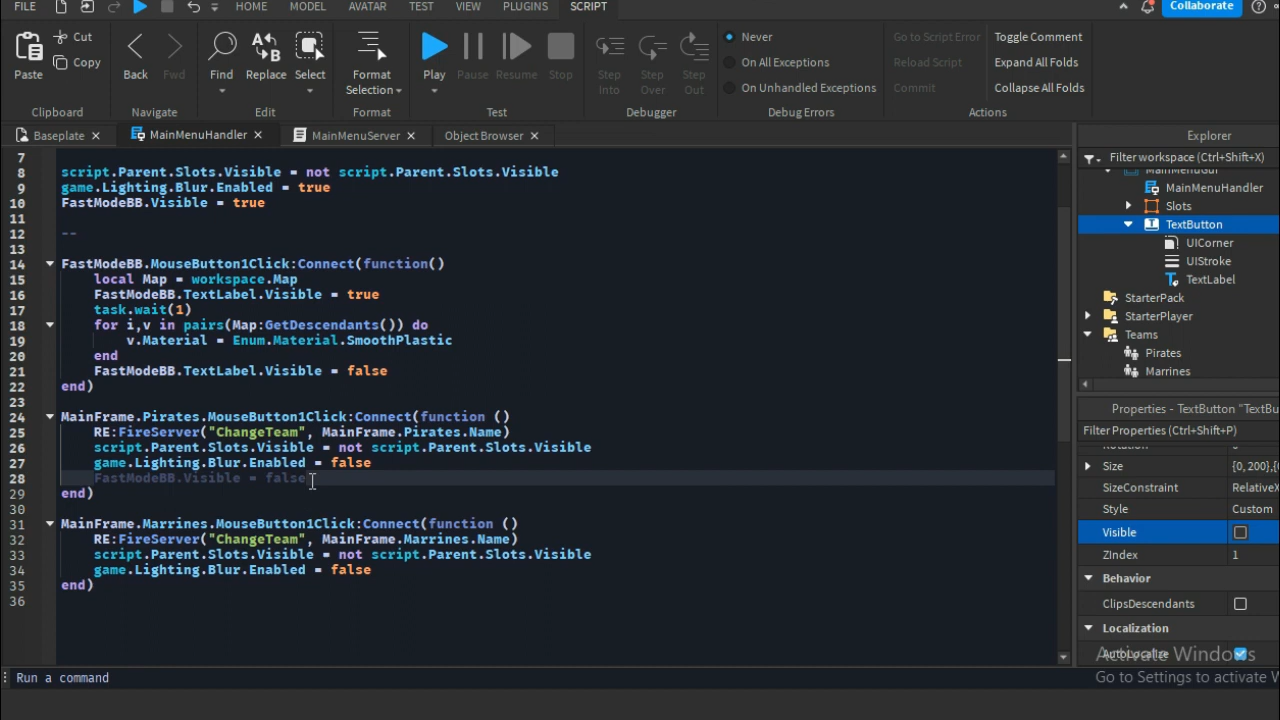 FILE HOME MODEL AVATAR TEST VIEW PLUGINS SCRIPT Collaborate
Cut Never Go to Script Error Toggle Comment
Copy On All Exceptions Reload Script Expand All Folds
Paste Back Fwd Find Replace Select Format Selection Play Pause Resume Stop Step Into Step Over Step Out On Unhandled Exceptions Commit Collapse All Folds
Clipboard Navigate Edit Format Test Debugger Debug Errors Actions
Baseplate MainMenuHandler MainMenuServer Object Browser Explorer
7
8 script.Parent.Slots.Visible = not script.Parent.Slots.Visible
9 game.Lighting.Blur.Enabled = true
10 FastModeBB.Visible = true
11
12 --
13
14 FastModeBB.MouseButton1Click:Connect(function()
15 local Map = workspace.Map
16 FastModeBB.TextLabel.Visible = true
17 task.wait(1)
18 for i,v in pairs(Map:GetDescendants()) do
19 v.Material = Enum.Material.SmoothPlastic
20 end
21 FastModeBB.TextLabel.Visible = false
22 end)
23
24 MainFrame.Pirates.MouseButton1Click:Connect(function ()
25 RE:FireServer("ChangeTeam", MainFrame.Pirates.Name)
26 script.Parent.Slots.Visible = not script.Parent.Slots.Visible
27 game.Lighting.Blur.Enabled = false
28 FastModeBB.Visible = false
29 end)
30
31 MainFrame.Marrines.MouseButton1Click:Connect(function ()
32 RE:FireServer("ChangeTeam", MainFrame.Marrines.Name)
33 script.Parent.Slots.Visible = not script.Parent.Slots.Visible
34 game.Lighting.Blur.Enabled = false
35 end)
36
Filter workspace (Ctrl+Shift+X)
MainMenuGui
MainMenuHandler
Slots
TextButton
UICorner
UIStroke
TextLabel
StarterPack
StarterPlayer
Teams
Pirates
Marrines
Properties - TextButton "TextBu
Filter Properties (Ctrl+Shift+P)
Size {0, 200},{
SizeConstraint RelativeX
Style Custom
Visible
ZIndex 1
Behavior
ClipsDescendants
Localization
AutoLocalize
Activate Windows
Go to Settings to activate W
Run a command